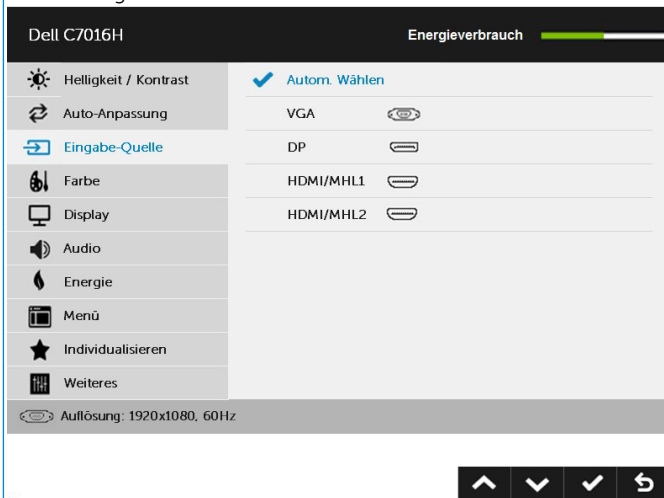 Dell C7016H
Energieverbrauch
Helligkeit / Kontrast
Autom. Wählen
Auto-Anpassung
VGA
Eingabe-Quelle
DP
Farbe
HDMI/MHL1
Display
HDMI/MHL2
Audio
Energie
Menü
Individualisieren
Weiteres
Auflösung: 1920x1080, 60Hz